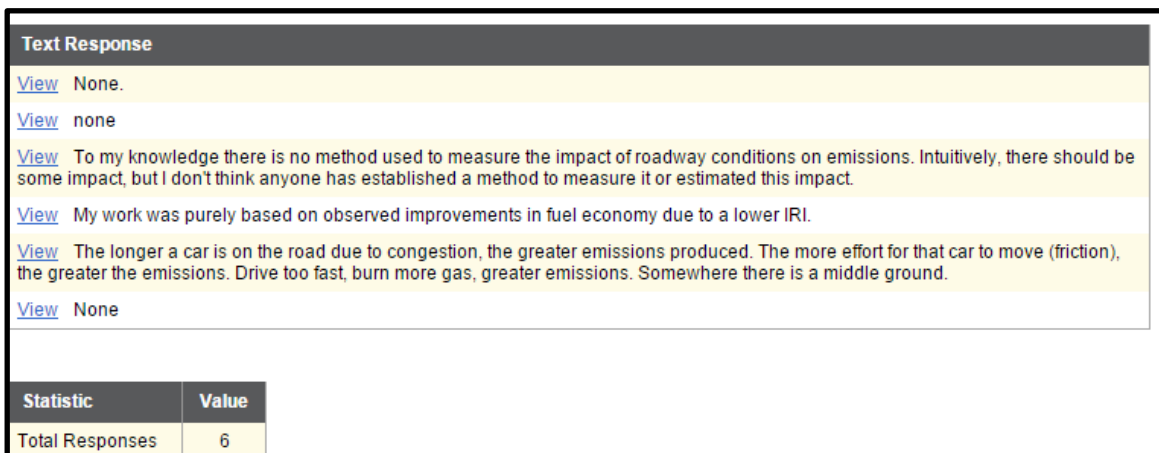 Text Response
View None.
View none
View To my knowledge there is no method used to measure the impact of roadway conditions on emissions. Intuitively, there should be
some impact, but I don't think anyone has established a method to measure it or estimated this impact.
View My work was purely based on observed improvements in fuel economy due to a lower IRI.
View The longer a car is on the road due to congestion, the greater emissions produced. The more effort for that car to move (friction),
the greater the emissions. Drive too fast, burn more gas, greater emissions. Somewhere there is a middle ground.
View None
Statistic Value
Total Responses 6